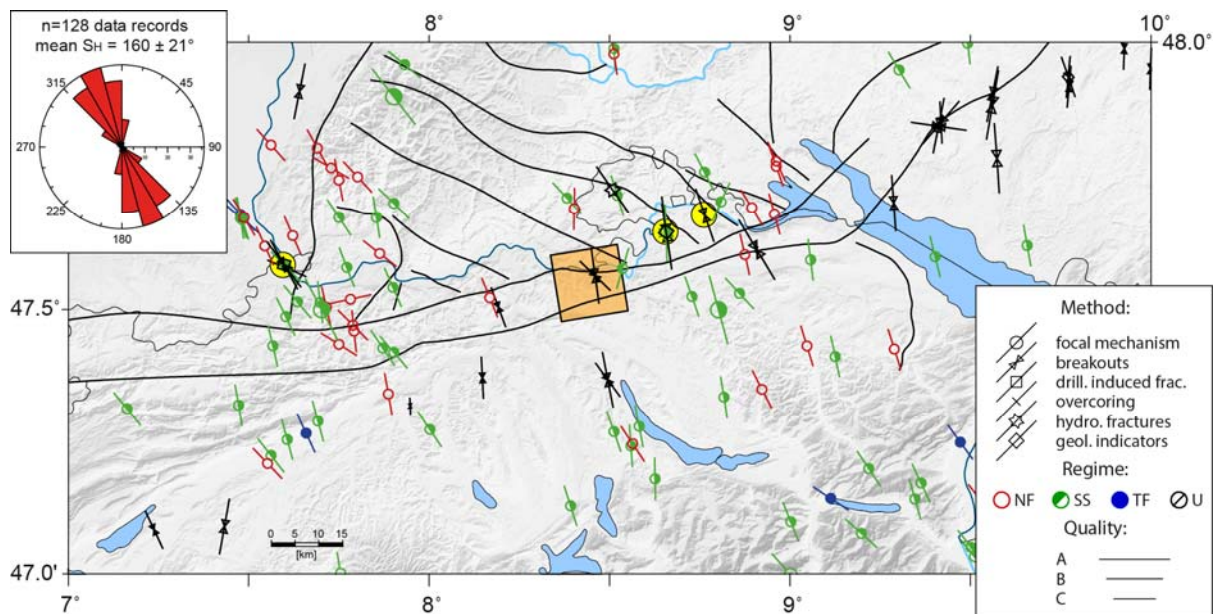 n=128 data records
mean SH = 160 ± 21°
315
45
270
90
225
135
180
8°
9°
10°
48.0°
47.5°
47.0°
7°
8°
9°
0 5 10 15
[km]
Method:
focal mechanism
breakouts
drill. induced frac.
overcoring
hydro. fractures
geol. indicators
Regime:
NF
SS
TF
U
Quality:
A
B
C